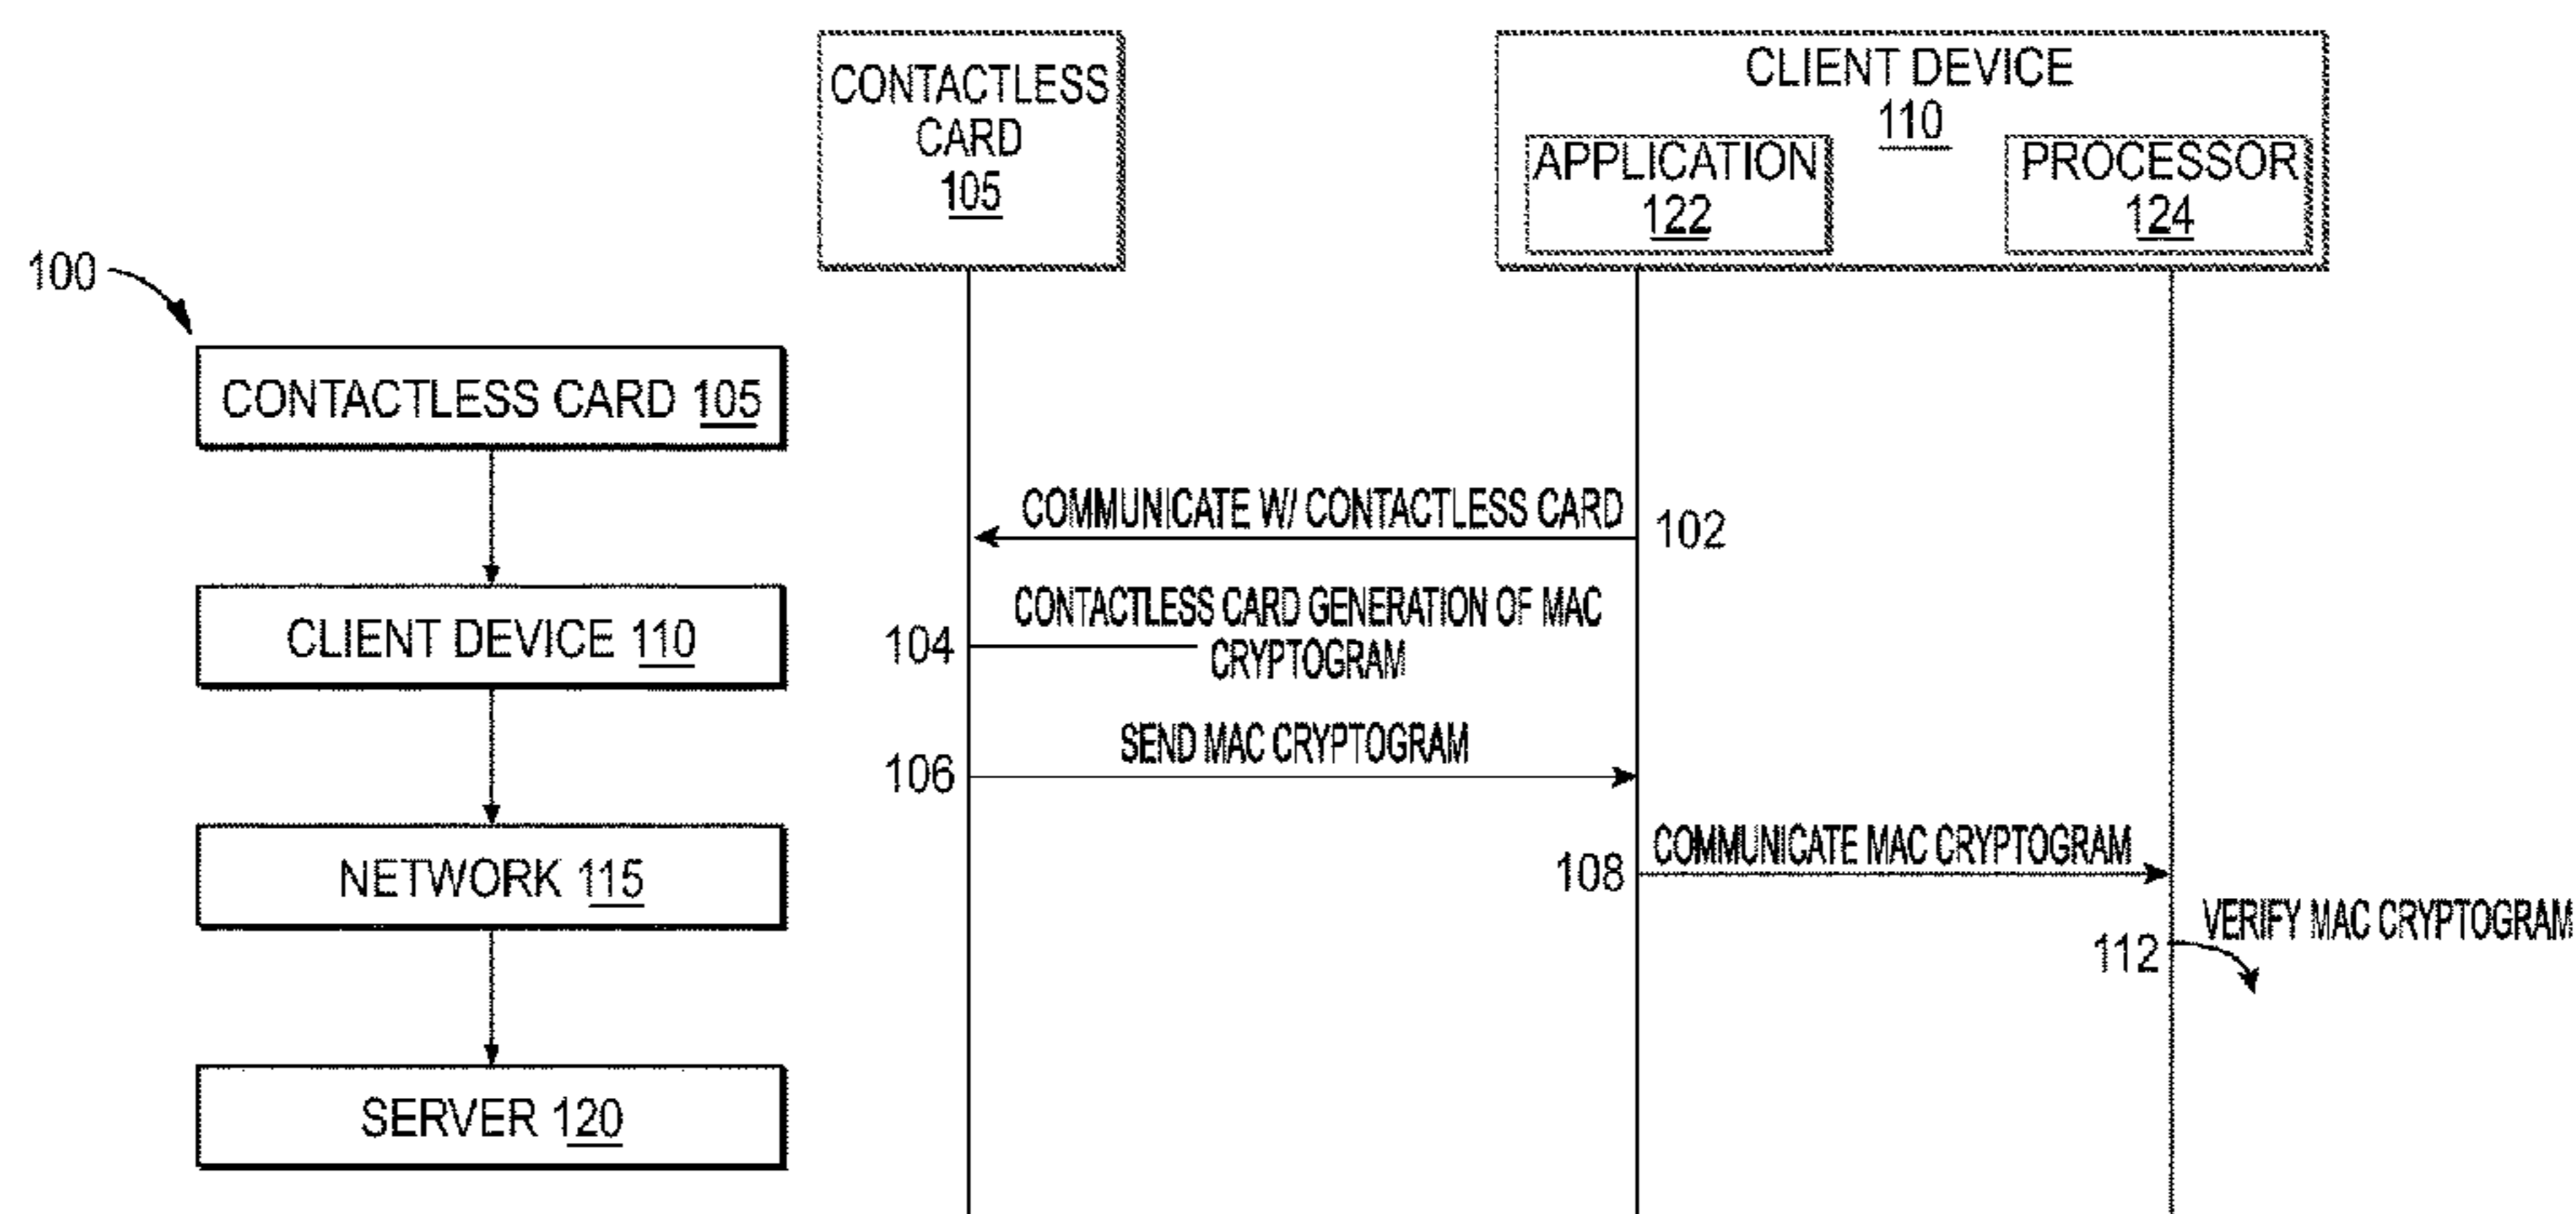 100
CONTACTLESS CARD 105
CLIENT DEVICE 110
NETWORK 115
SERVER 120
CONTACTLESS
CARD
105
CLIENT DEVICE
110
APPLICATION
122
PROCESSOR
124
COMMUNICATE W/ CONTACTLESS CARD
102
CONTACTLESS CARD GENERATION OF MAC
104
CRYPTOGRAM
SEND MAC CRYPTOGRAM
106
COMMUNICATE MAC CRYPTOGRAM
108
VERIFY MAC CRYPTOGRAM
112